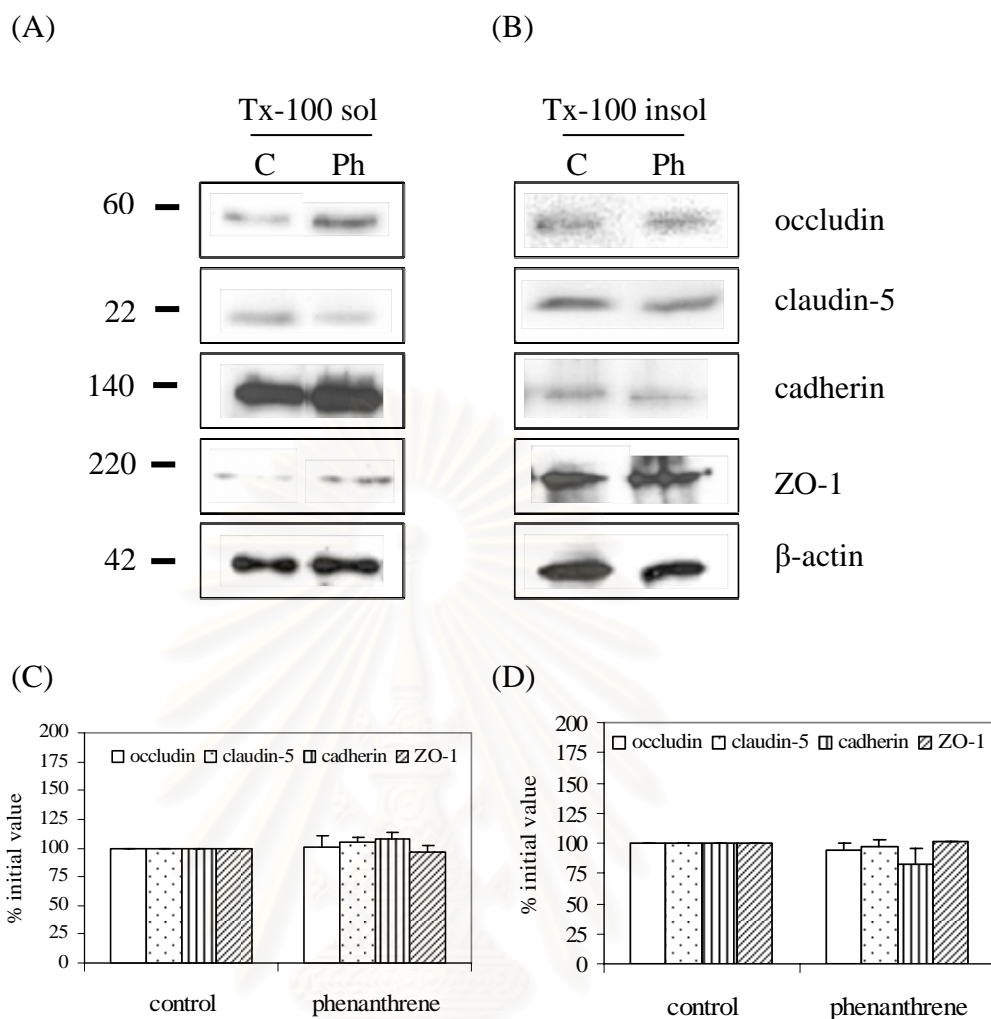 (A)
(B)
Tx-100 sol
Tx-100 insol
C Ph
C Ph
60
occludin
22
claudin-5
140
cadherin
220
ZO-1
42
β-actin
(C)
(D)
200
175
150
125
100
75
50
25
0
% initial value
occludin claudin-5 cadherin ZO-1
control phenanthrene
200
175
150
125
100
75
50
25
0
% initial value
occludin claudin-5 cadherin ZO-1
control phenanthrene